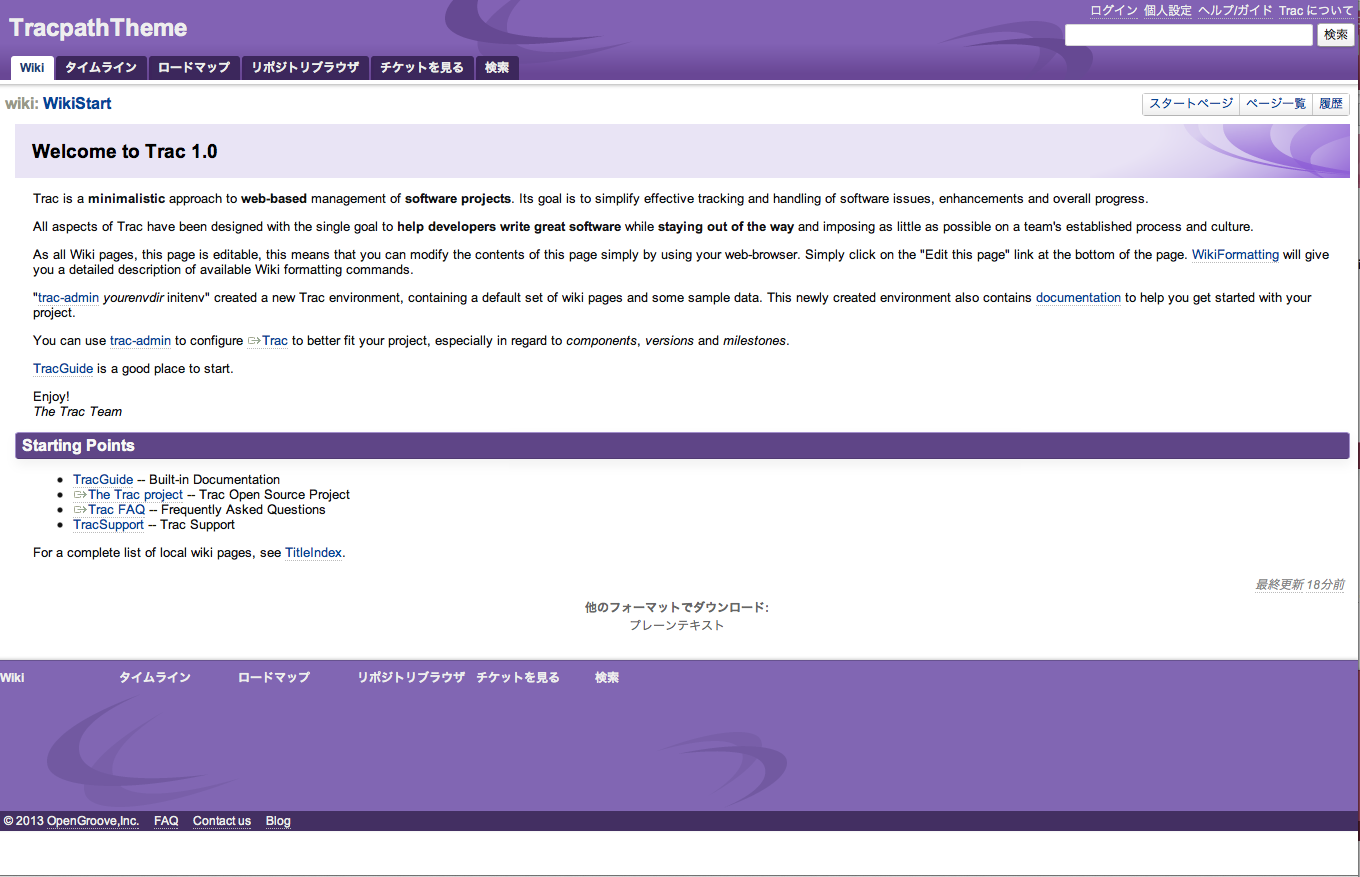 TracpathTheme
ログイン 個人設定 ヘルプ/ガイド Trac について
検索
Wiki タイムライン ロードマップ リポジトリブラウザ チケットを見る 検索
wiki: WikiStart
スタートページ ページ一覧 履歴
Welcome to Trac 1.0
Trac is a minimalistic approach to web-based management of software projects. Its goal is to simplify effective tracking and handling of software issues, enhancements and overall progress.
All aspects of Trac have been designed with the single goal to help developers write great software while staying out of the way and imposing as little as possible on a team's established process and culture.
As all Wiki pages, this page is editable, this means that you can modify the contents of this page simply by using your web-browser. Simply click on the "Edit this page" link at the bottom of the page. WikiFormatting will give
you a detailed description of available Wiki formatting commands.
"trac-admin yourenvdir initenv" created a new Trac environment, containing a default set of wiki pages and some sample data. This newly created environment also contains documentation to help you get started with your
project.
You can use trac-admin to configure Trac to better fit your project, especially in regard to components, versions and milestones.
TracGuide is a good place to start.
Enjoy!
The Trac Team
Starting Points
• TracGuide -- Built-in Documentation
• The Trac project -- Trac Open Source Project
• Trac FAQ -- Frequently Asked Questions
• TracSupport -- Trac Support
For a complete list of local wiki pages, see TitleIndex.
最終更新 18分前
他のフォーマットでダウンロード:
プレーンテキスト
Wiki タイムライン ロードマップ リポジトリブラウザ チケットを見る 検索
© 2013 OpenGroove,Inc. FAQ Contact us Blog